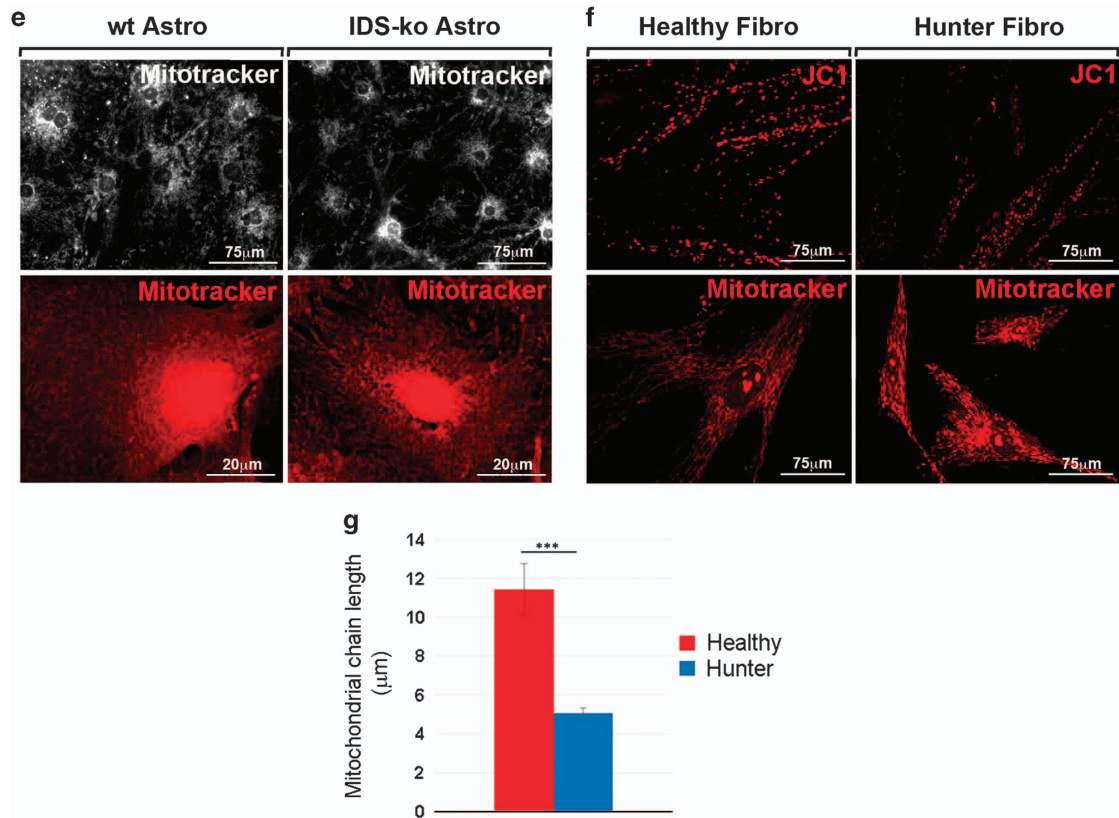 e
wt Astro
IDS-ko Astro
Mitotracker
Mitotracker
75μm
75μm
Mitotracker
Mitotracker
20μm
20μm
f
Healthy Fibro
Hunter Fibro
JC1
JC1
75μm
75μm
Mitotracker
Mitotracker
75μm
75μm
g
Mitochondrial chain length
(μm)
14
12
10
8
6
4
2
0
***
Healthy
Hunter